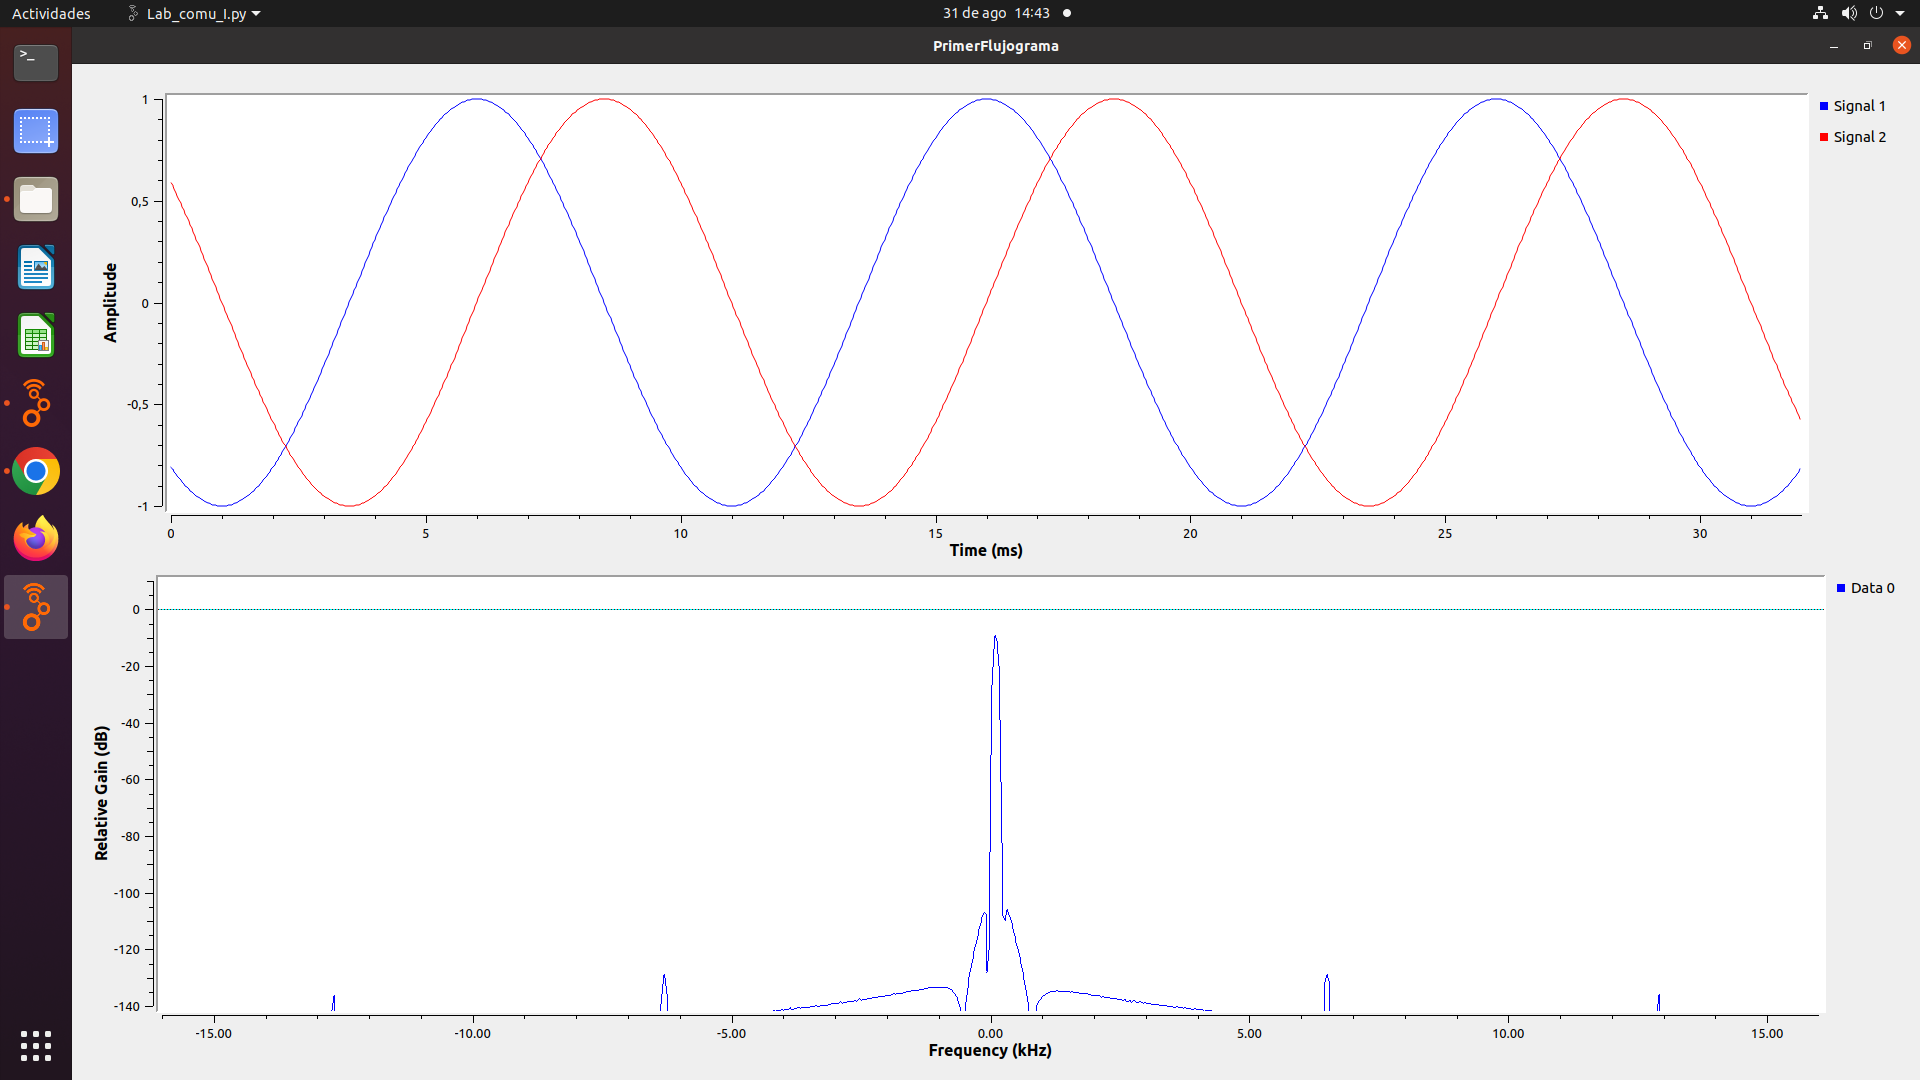 Actividades
Lab_comu_I.py
31 de ago 14:43
PrimerFlujograma
>_
1
0,5
0
-0,5
-1
Amplitude
0 5 10 15 20 25 30
Time (ms)
Signal 1
Signal 2
0
-20
-40
-60
-80
-100
-120
-140
Relative Gain (dB)
-15.00 -10.00 -5.00 0.00 5.00 10.00 15.00
Frequency (kHz)
Data 0